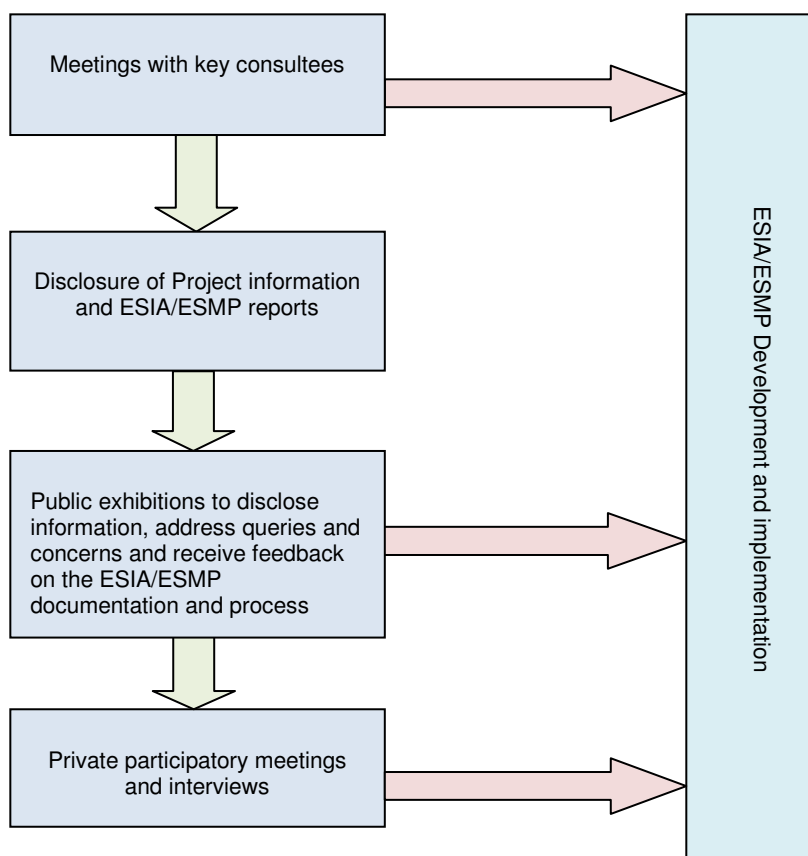 Meetings with key consultees
Disclosure of Project information
and ESIA/ESMP reports
Public exhibitions to disclose
information, address queries and
concerns and receive feedback
on the ESIA/ESMP
documentation and process
Private participatory meetings
and interviews
ESIA/ESMP Development and implementation